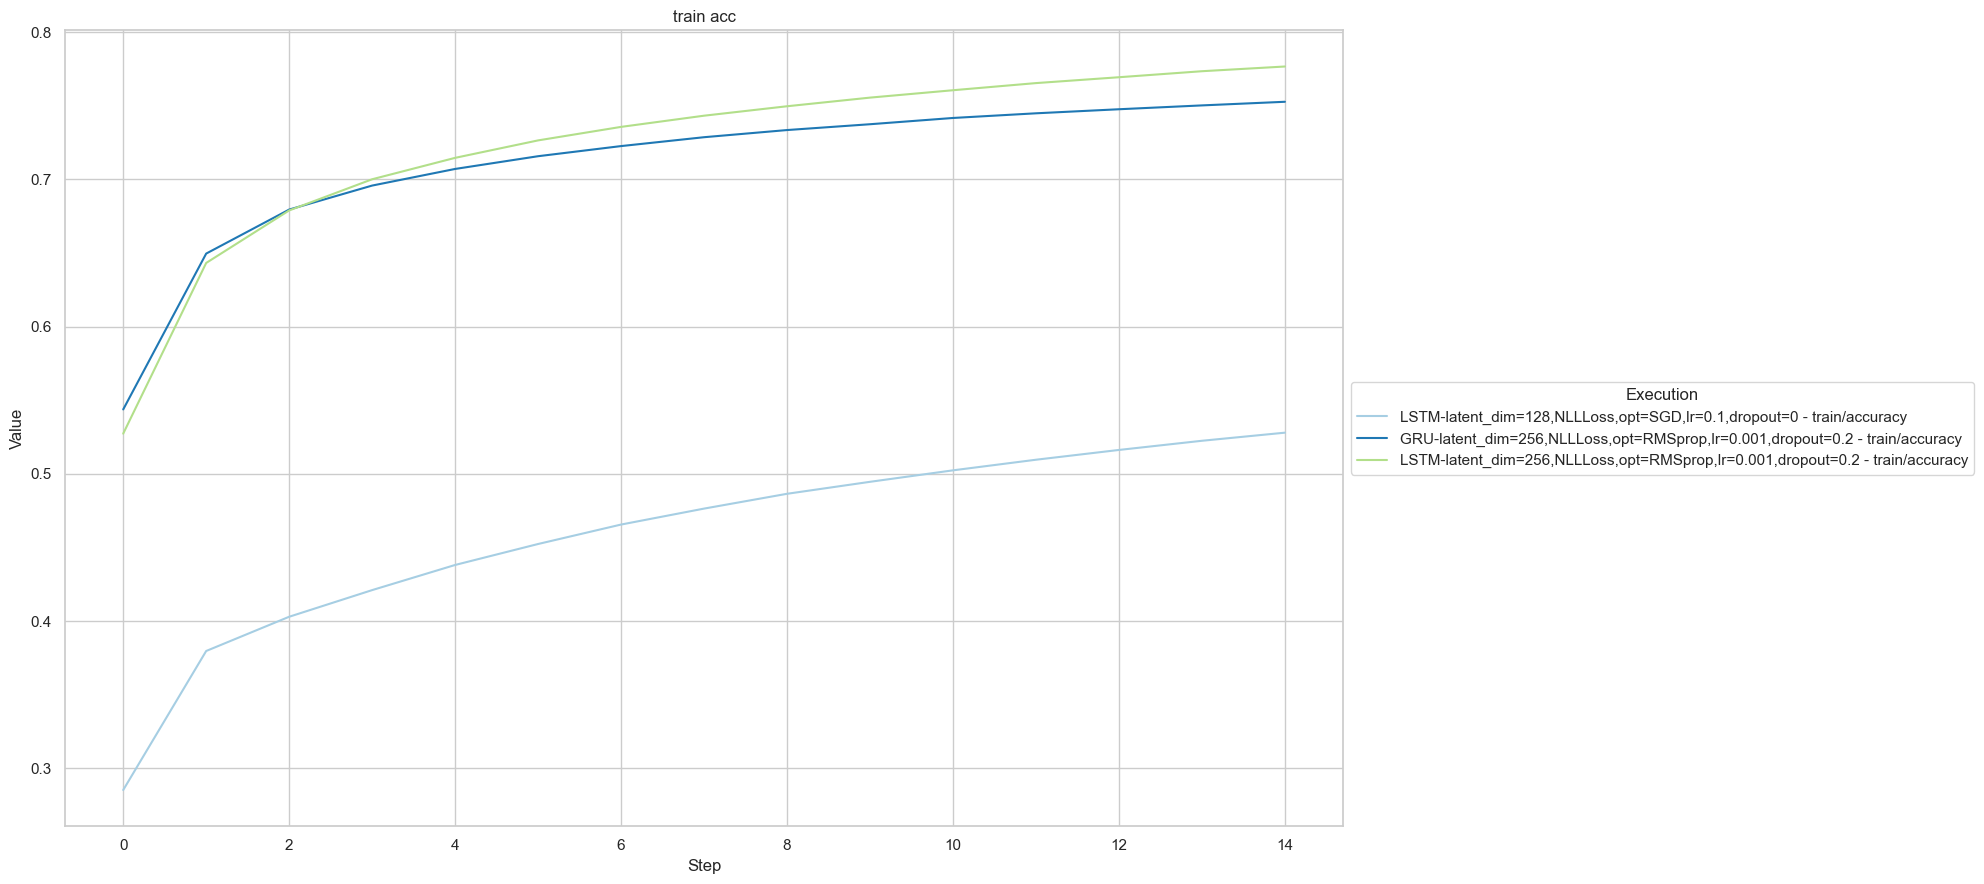 train acc
0.8
0.7
0.6
0.5
0.4
0.3
Value
0
2
4
6
8
10
12
14
Step
Execution
LSTM-latent_dim=128,NLLLoss,opt=SGD,lr=0.1,dropout=0 - train/accuracy
GRU-latent_dim=256,NLLLoss,opt=RMSprop,lr=0.001,dropout=0.2 - train/accuracy
LSTM-latent_dim=256,NLLLoss,opt=RMSprop,lr=0.001,dropout=0.2 - train/accuracy